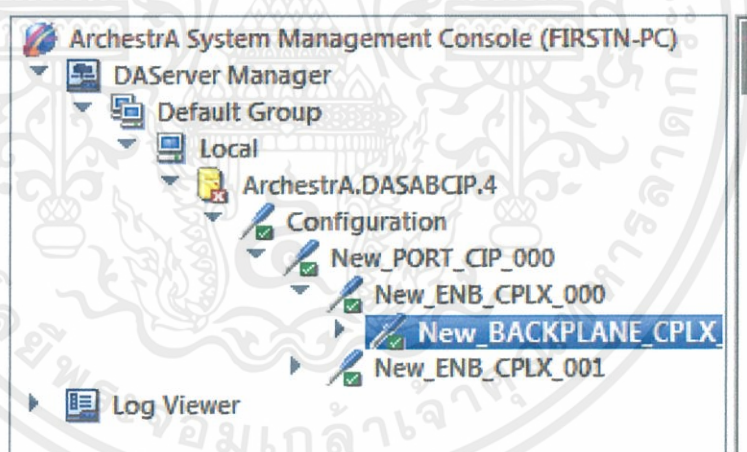 ArchestrA System Management Console (FIRSTN-PC)
DAServer Manager
Default Group
Local
ArchestrA.DASABCIP.4
Configuration
New_PORT_CIP_000
New_ENB_CPLX_000
New_BACKPLANE_CPLX_
New_ENB_CPLX_001
Log Viewer